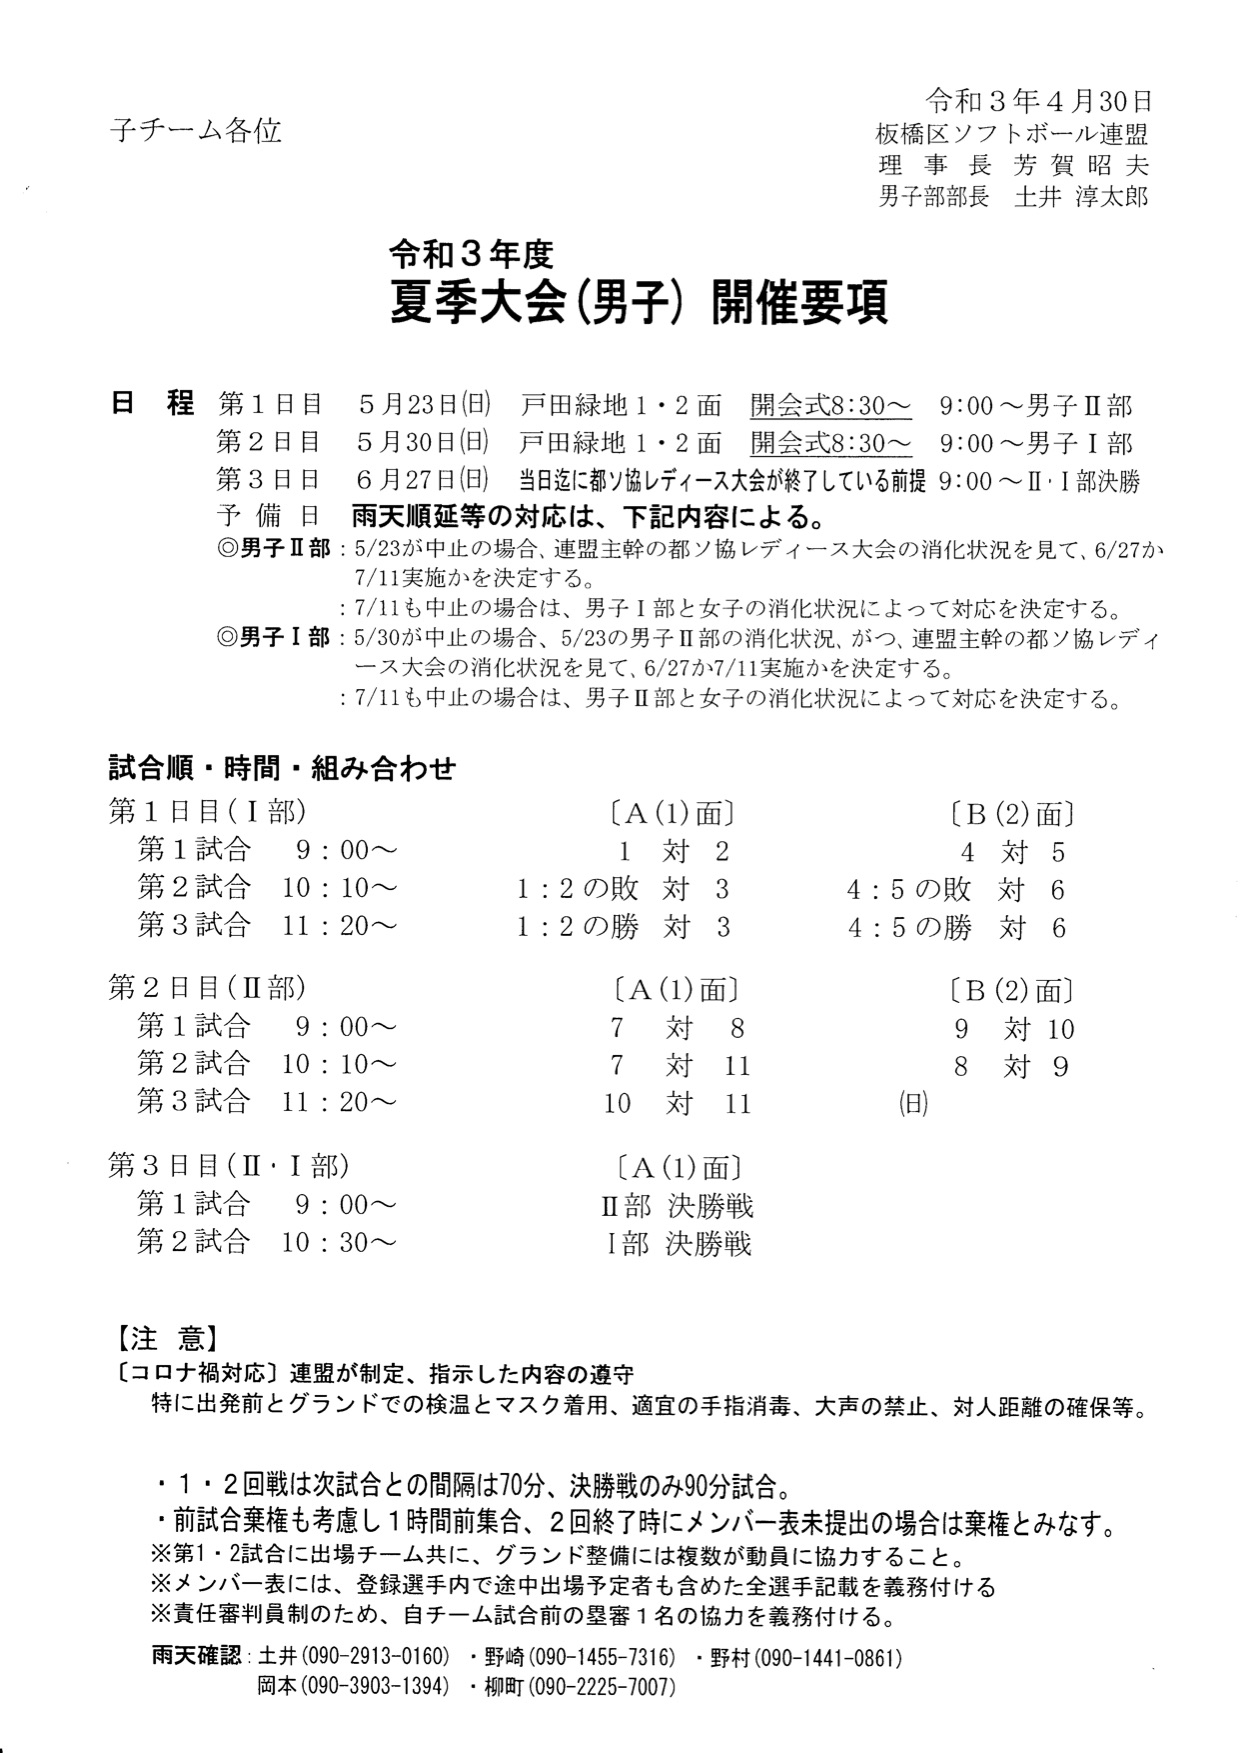 令和３年４月30日
子チーム各位
板橋区ソフトボール連盟
理 事 長 芳 賀 昭 夫
男子部部長 土井 淳太郎
令和３年度
夏季大会（男子）開催要項
日 程 第１日目 ５月23日(日) 戸田緑地１・２面 開会式8:30～ 9:00～男子Ⅱ部
第２日目 ５月30日(日) 戸田緑地１・２面 開会式8:30～ 9:00～男子Ⅰ部
第３日目 ６月27日(日) 当日迄に都ソ協レディース大会が終了している前提 9:00～Ⅱ・Ⅰ部決勝
予 備 日 雨天順延等の対応は、下記内容による。
◎男子Ⅱ部：5/23が中止の場合、連盟主幹の都ソ協レディース大会の消化状況を見て、6/27か
7/11実施かを決定する。
：7/11も中止の場合は、男子Ⅰ部と女子の消化状況によって対応を決定する。
◎男子Ⅰ部：5/30が中止の場合、5/23の男子Ⅱ部の消化状況、がつ、連盟主幹の都ソ協レディ
ース大会の消化状況を見て、6/27か7/11実施かを決定する。
：7/11も中止の場合は、男子Ⅱ部と女子の消化状況によって対応を決定する。
試合順・時間・組み合わせ
第１日目（Ⅰ部） 〔Ａ(1)面〕 〔Ｂ(2)面〕
第１試合 9：00～ 1 対 2 4 対 5
第２試合 10：10～ 1：2の敗 対 3 4：5の敗 対 6
第３試合 11：20～ 1：2の勝 対 3 4：5の勝 対 6
第２日目（Ⅱ部） 〔Ａ(1)面〕 〔Ｂ(2)面〕
第１試合 9：00～ 7 対 8 9 対 10
第２試合 10：10～ 7 対 11 8 対 9
第３試合 11：20～ 10 対 11 (日)
第３日目（Ⅱ・Ⅰ部） 〔Ａ(1)面〕
第１試合 9：00～ Ⅱ部 決勝戦
第２試合 10：30～ Ⅰ部 決勝戦
【注 意】
〔コロナ禍対応〕連盟が制定、指示した内容の遵守
特に出発前とグランドでの検温とマスク着用、適宜の手指消毒、大声の禁止、対人距離の確保等。
・１・２回戦は次試合との間隔は70分、決勝戦のみ90分試合。
・前試合棄権も考慮し１時間前集合、２回終了時にメンバー表未提出の場合は棄権とみなす。
※第1・2試合に出場チーム共に、グランド整備には複数が動員に協力すること。
※メンバー表には、登録選手内で途中出場予定者も含めた全選手記載を義務付ける
※責任審判員制のため、自チーム試合前の塁審１名の協力を義務付ける。
雨天確認：土井(090-2913-0160) ・野崎(090-1455-7316) ・野村(090-1441-0861)
岡本(090-3903-1394) ・柳町(090-2225-7007)